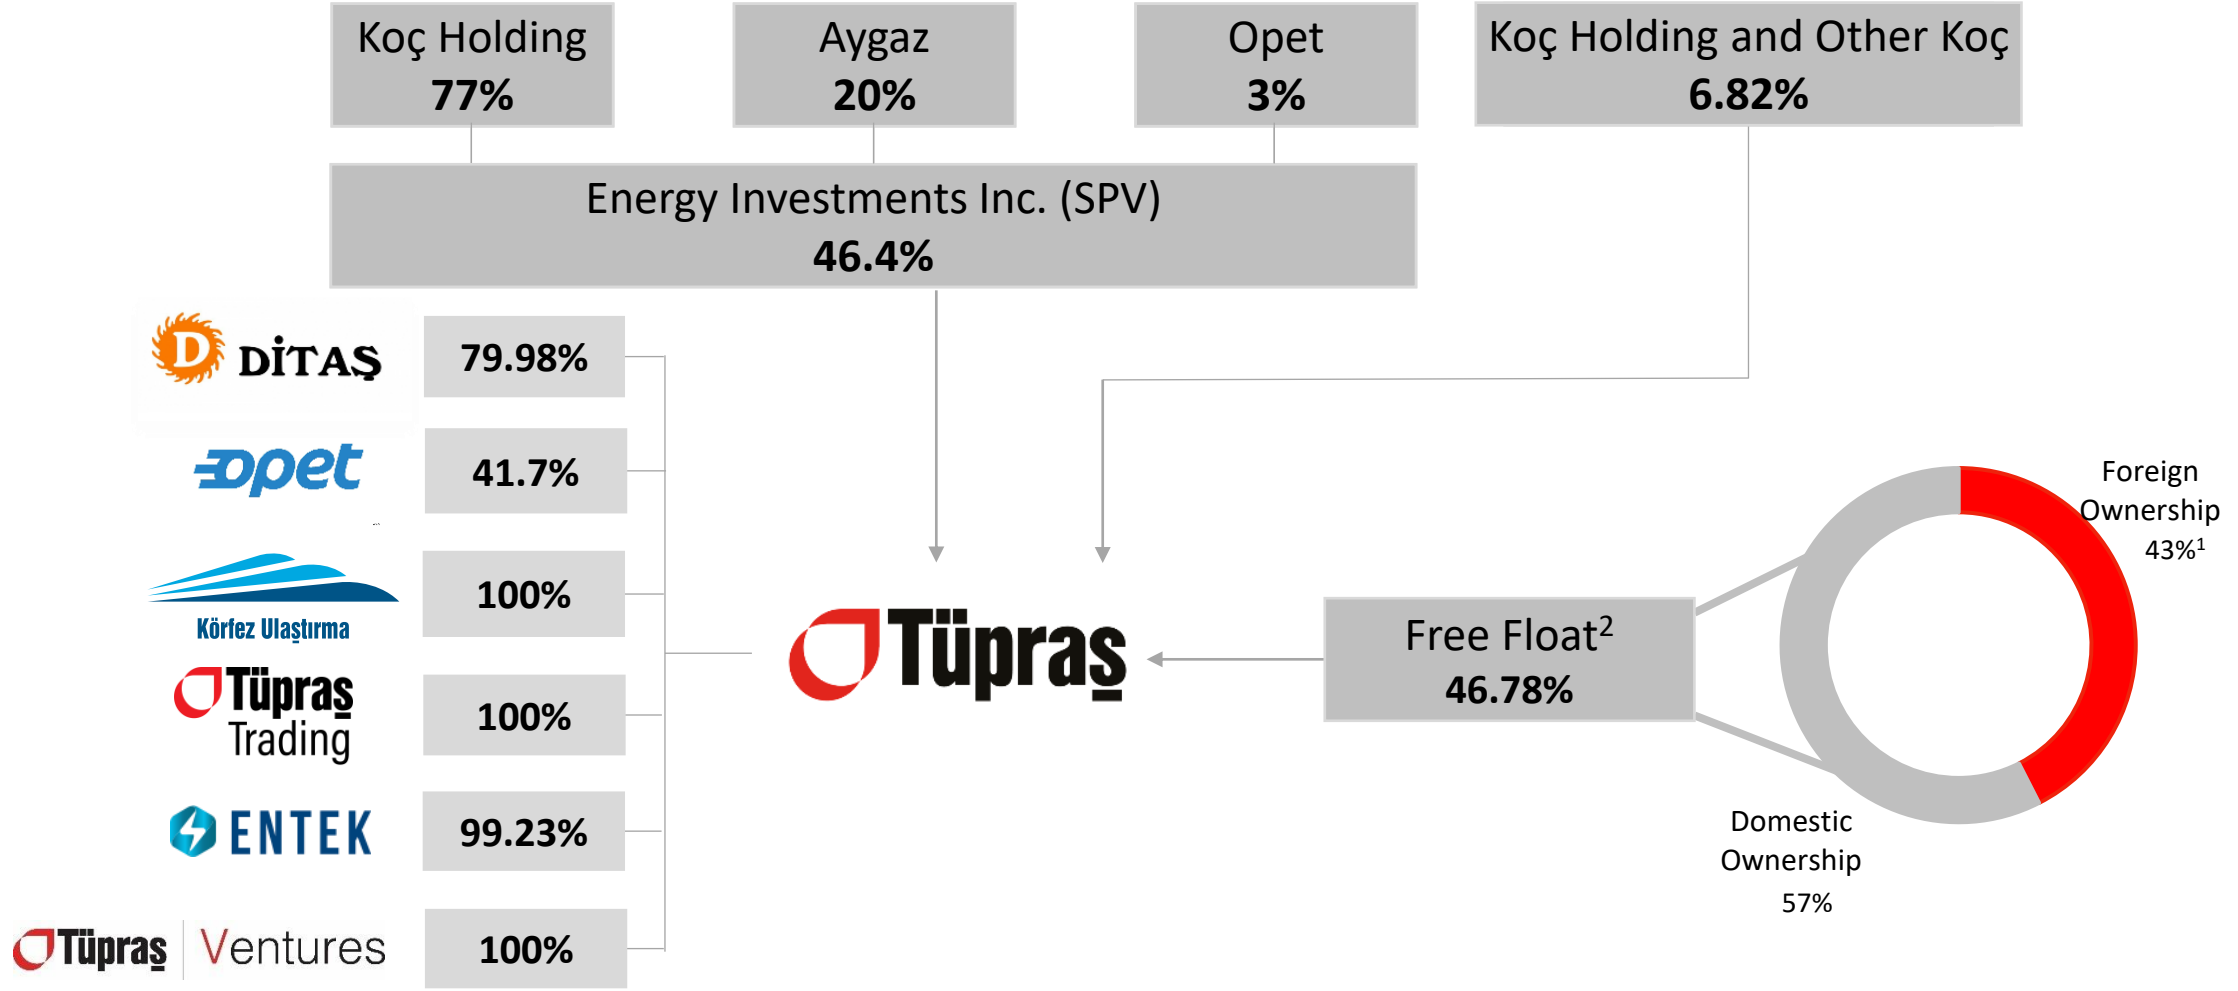 Koç Holding
77%
Aygaz
20%
Opet
3%
Koç Holding and Other Koç
6.82%
Energy Investments Inc. (SPV)
46.4%
D DİTAŞ
79.98%
opet
41.7%
Körfez Ulaştırma
100%
Tüpraş
Trading
100%
ENTEK
99.23%
Tüpraş Ventures
100%
Tüpraş
Free Float²
46.78%
Foreign
Ownership
43%¹
Domestic
Ownership
57%